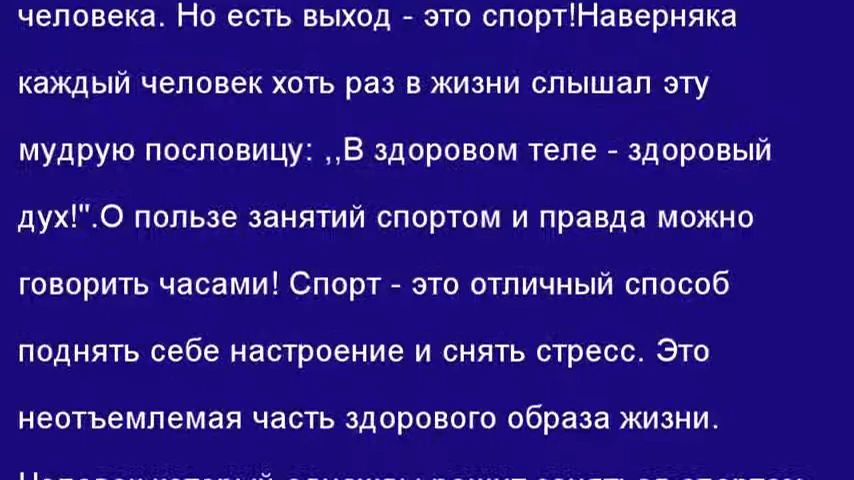 человека. Но есть выход - это спорт!Наверняка
каждый человек хоть раз в жизни слышал эту
мудрую пословицу: ,,В здоровом теле - здоровый
дух!".О пользе занятий спортом и правда можно
говорить часами! Спорт - это отличный способ
поднять себе настроение и снять стресс. Это
неотъемлемая часть здорового образа жизни.